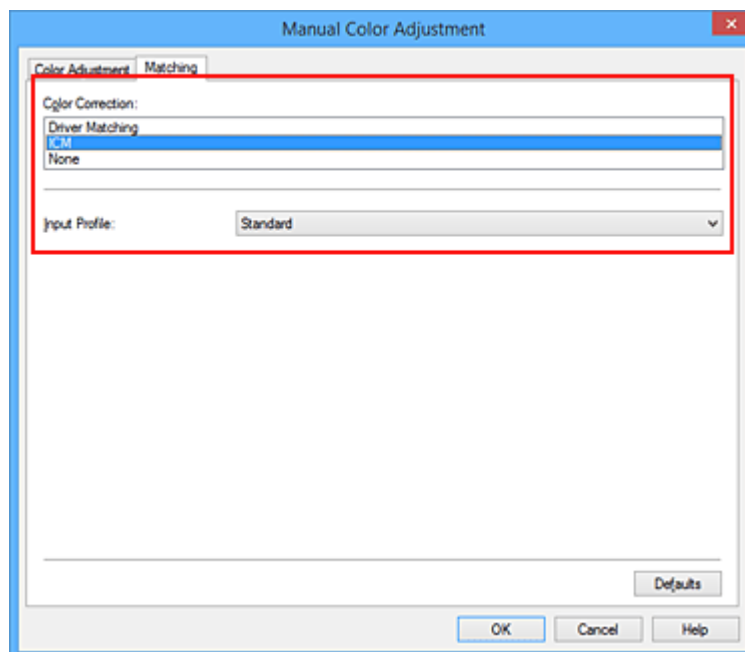 Manual Color Adjustment
Color Adjustment Matching
Color Correction:
Driver Matching
ICM
None
Input Profile: Standard
Defaults
OK Cancel Help